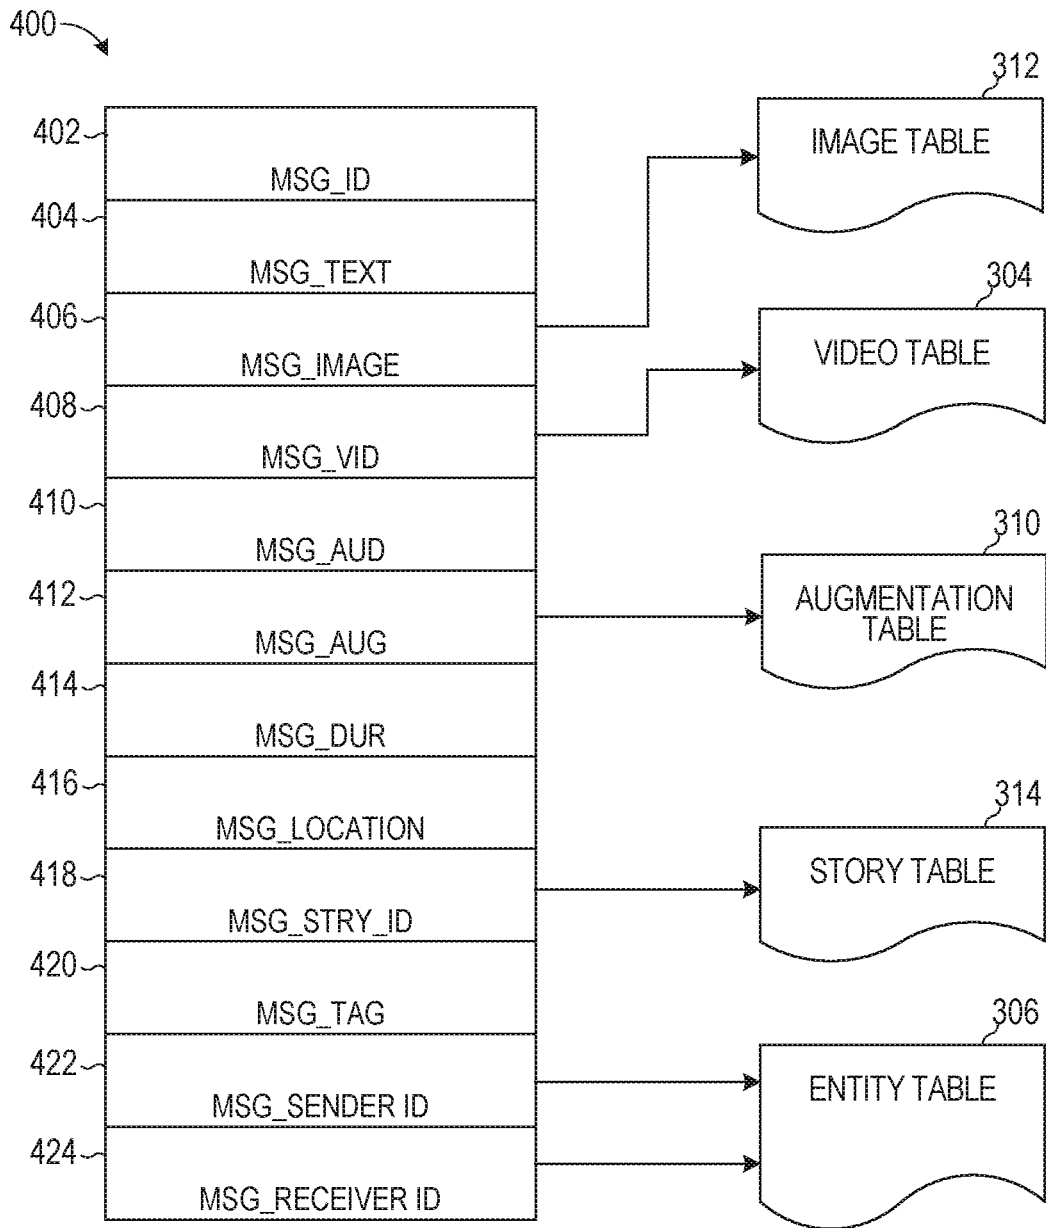 400
402
MSG_ID
404
MSG_TEXT
406
MSG_IMAGE
408
MSG_VID
410
MSG_AUD
412
MSG_AUG
414
MSG_DUR
416
MSG_LOCATION
418
MSG_STRY_ID
420
MSG_TAG
422
MSG_SENDER ID
424
MSG_RECEIVER ID
312
IMAGE TABLE
304
VIDEO TABLE
310
AUGMENTATION
TABLE
314
STORY TABLE
306
ENTITY TABLE